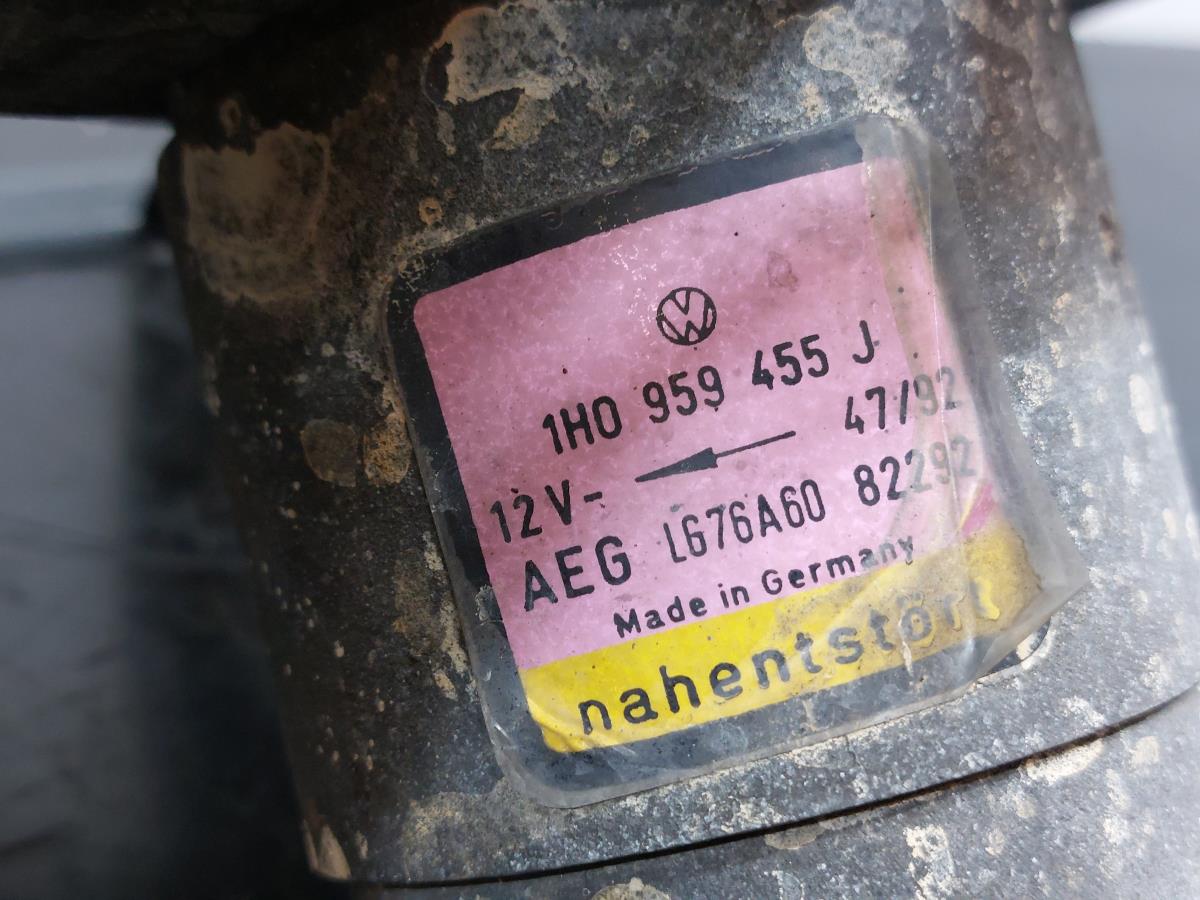 1H0 959 455 J
47/92
12V-
AEG L676A60 82292
Made in Germany
nahentstört